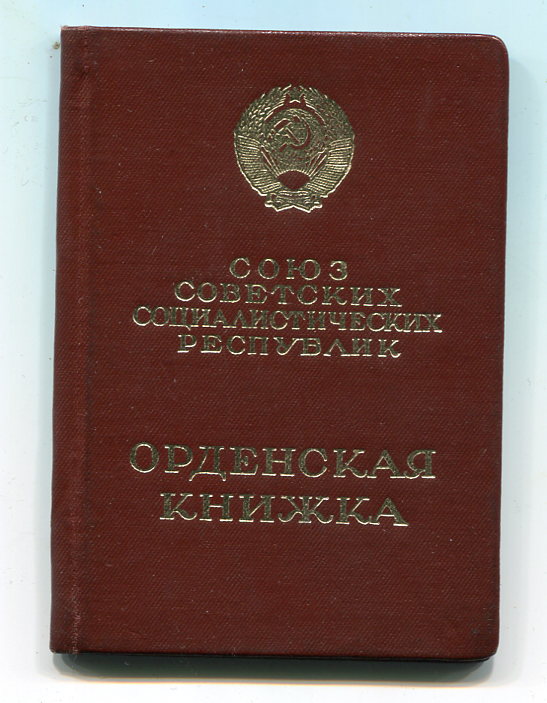 СОЮЗ
СОВЕТСКИХ
СОЦИАЛИСТИЧЕСКИХ
РЕСПУБЛИК
ОРДЕНСКАЯ
КНИЖКА